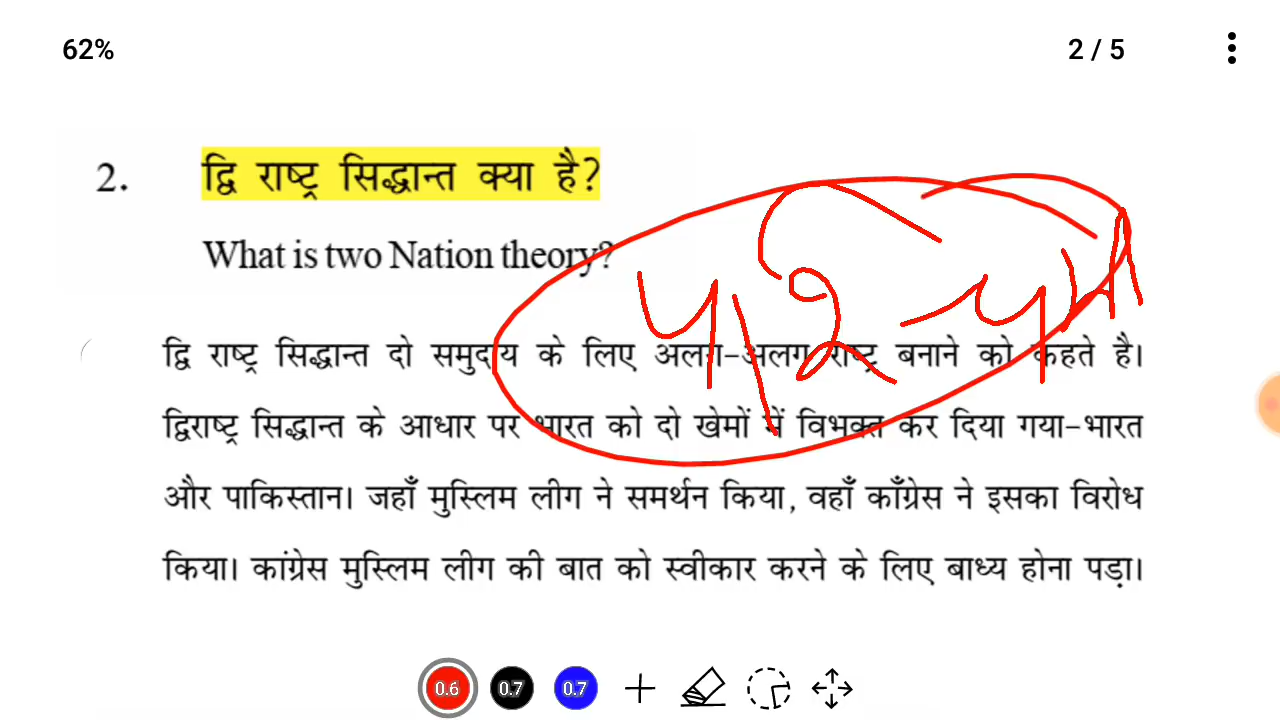 62%
2 / 5
2. द्वि राष्ट्र सिद्धान्त क्या है?
What is two Nation theory?
द्वि राष्ट्र सिद्धान्त दो समुदाय के लिए अलग-अलग राष्ट्र बनाने को कहते है।
द्विराष्ट्र सिद्धान्त के आधार पर भारत को दो खेमों में विभक्त कर दिया गया-भारत
और पाकिस्तान। जहाँ मुस्लिम लीग ने समर्थन किया, वहाँ काँग्रेस ने इसका विरोध
किया। कांग्रेस मुस्लिम लीग की बात को स्वीकार करने के लिए बाध्य होना पड़ा।
0.6 0.7 0.7